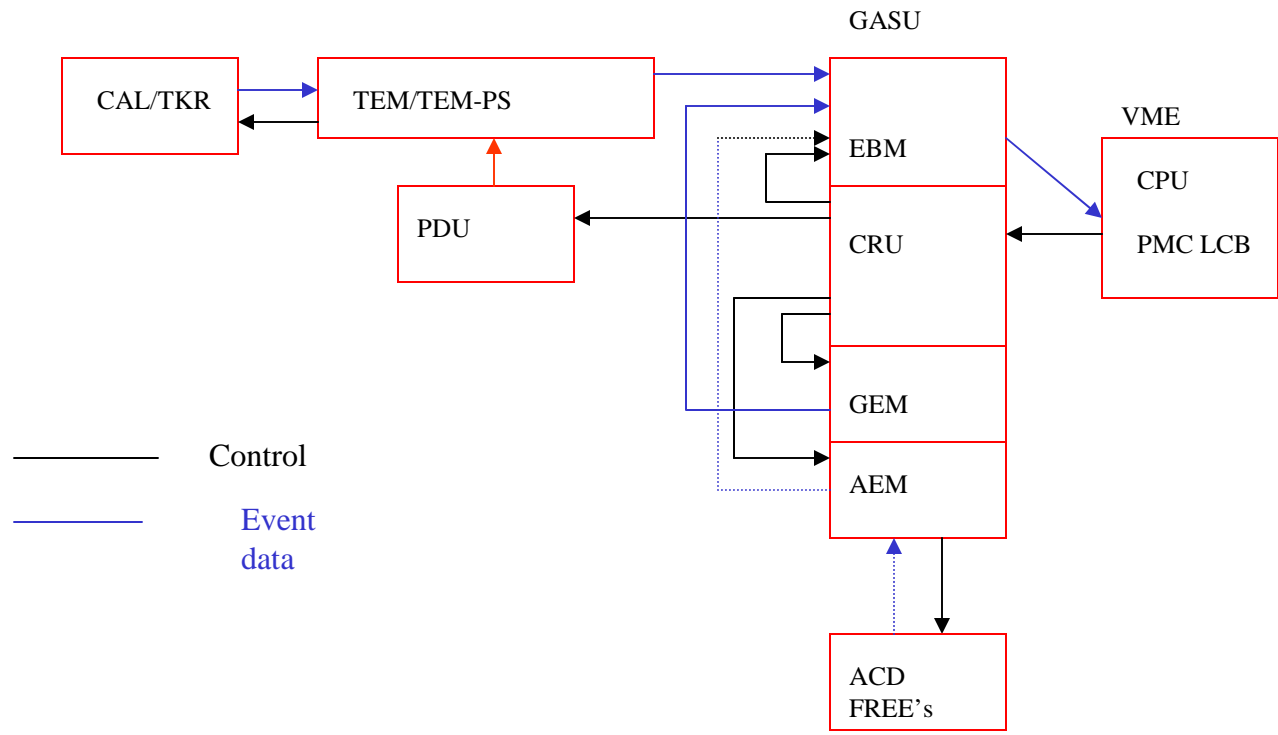 GASU
CAL/TKR
TEM/TEM-PS
VME
EBM
CPU
PDU
CRU
PMC LCB
GEM
Control
AEM
Event
data
ACD
FREE's